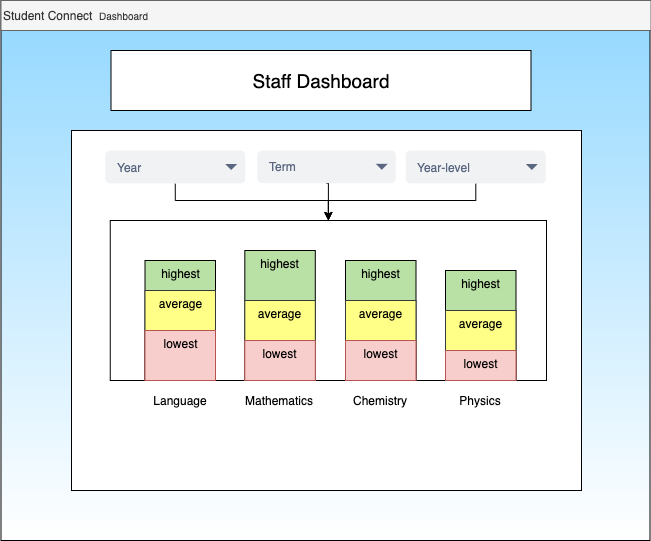 Student Connect Dashboard
Staff Dashboard
Year Term Year-level
highest highest highest highest
average average average average
lowest lowest lowest lowest
Language Mathematics Chemistry Physics